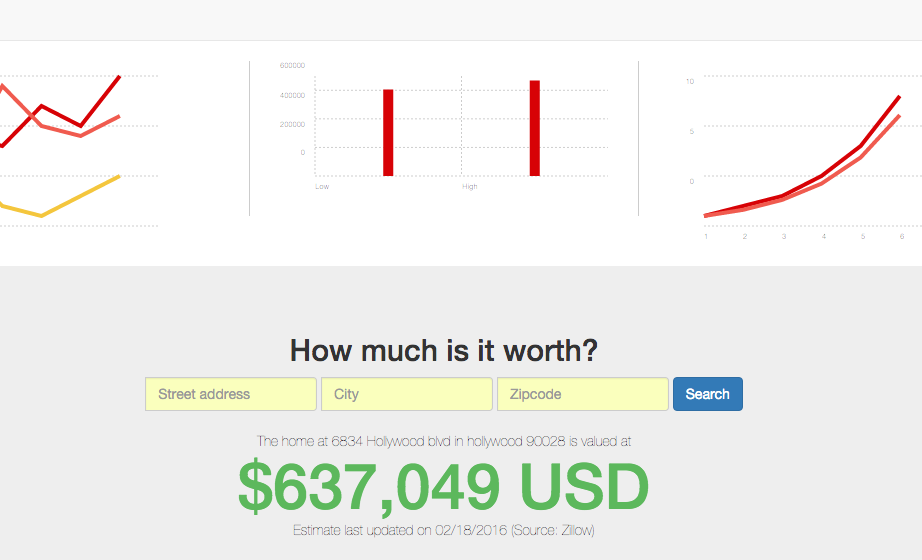 600000
400000
200000
0
Low
High
10
5
0
1
2
3
4
5
6
How much is it worth?
Street address
City
Zipcode
Search
The home at 6834 Hollywood blvd in hollywood 90028 is valued at
$637,049 USD
Estimate last updated on 02/18/2016 (Source: Zillow)